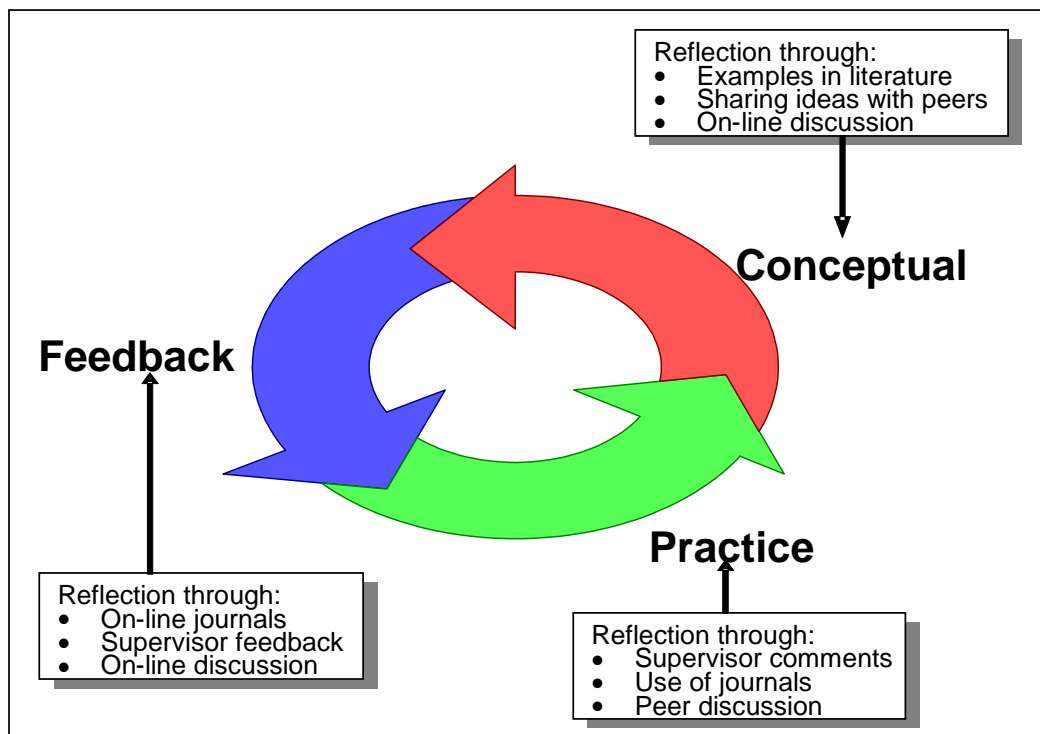 Reflection through:
• Examples in literature
• Sharing ideas with peers
• On-line discussion
Conceptual
Feedback
Practice
Reflection through:
• On-line journals
• Supervisor feedback
• On-line discussion
Reflection through:
• Supervisor comments
• Use of journals
• Peer discussion